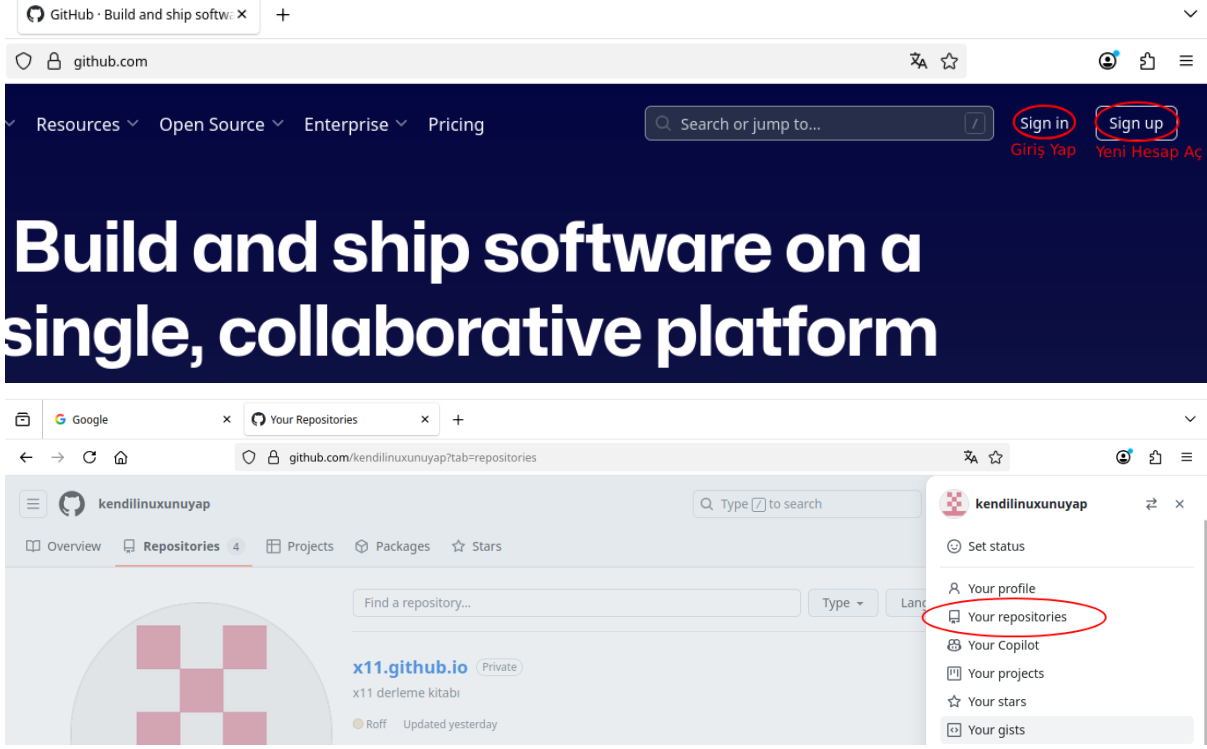 GitHub · Build and ship softwa
github.com
Resources Open Source Enterprise Pricing Search or jump to... / Sign in Sign up
Giriş Yap Yeni Hesap Aç
Build and ship software on a
single, collaborative platform
Google Your Repositories
github.com/kendilinuxunuyap?tab=repositories
kendilinuxunuyap Type / to search kendilinuxunuyap
Overview Repositories 4 Projects Packages Stars
Set status
Your profile
Find a repository... Type Lang
Your repositories
Your Copilot
x11.github.io Private
Your projects
x11 derleme kitabı
Your stars
Roff Updated yesterday
Your gists